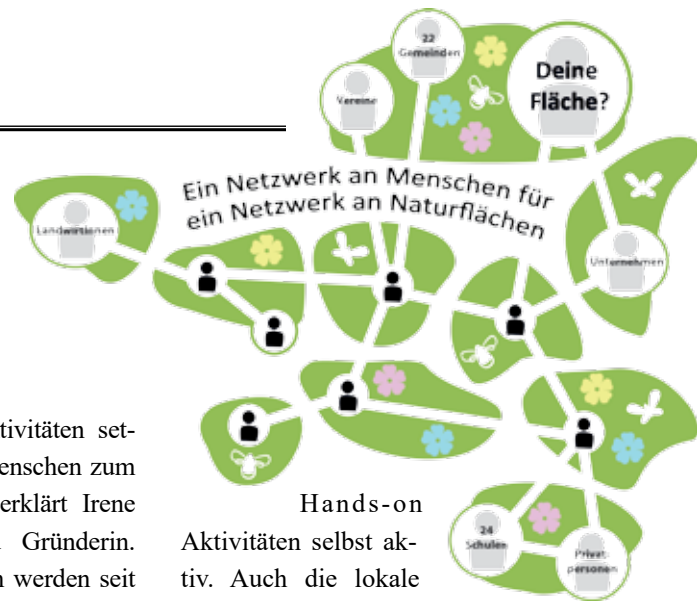 22
Gemeinden
Vereine
Deine
Fläche?
Ein Netzwerk an Menschen für
ein Netzwerk an Naturflächen
LandwirtInnen
Unternehmen
24
Schulen
Privat-
personen
tivitäten set-
enschen zum
erklärt Irene
Gründerin.
n werden seit
Hands-on
Aktivitäten selbst ak-
tiv. Auch die lokale